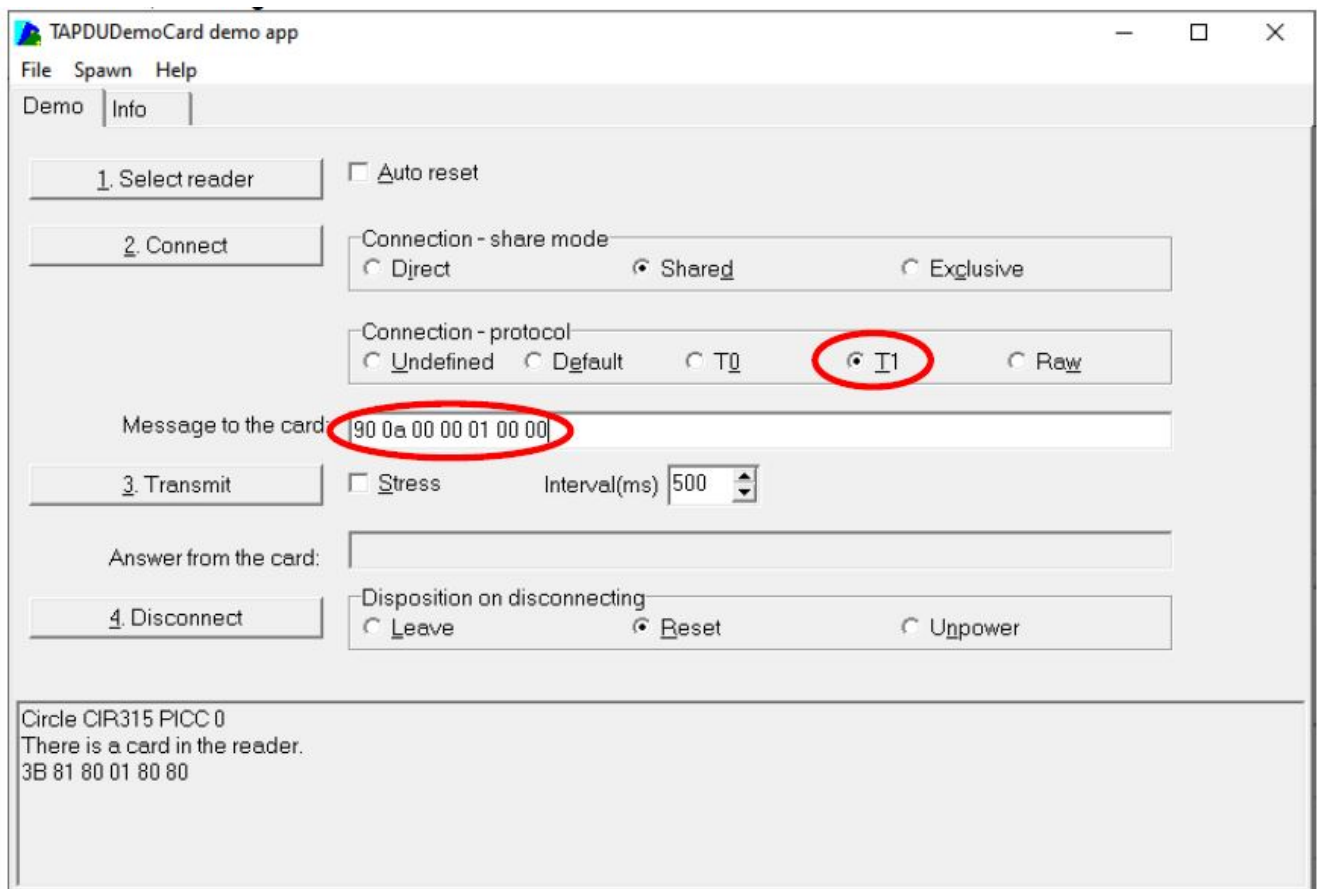 TAPDUDemoCard demo app
File Spawn Help
Demo Info
1. Select reader
Auto reset
2. Connect
Connection - share mode
Direct Shared Exclusive
Connection - protocol
Undefined Default T0 T1 Raw
Message to the card: 90 0a 00 00 01 00 00
3. Transmit
Stress Interval(ms) 500
Answer from the card:
4. Disconnect
Disposition on disconnecting
Leave Reset Unpower
Circle CIR315 PICC 0
There is a card in the reader.
3B 81 80 01 80 80